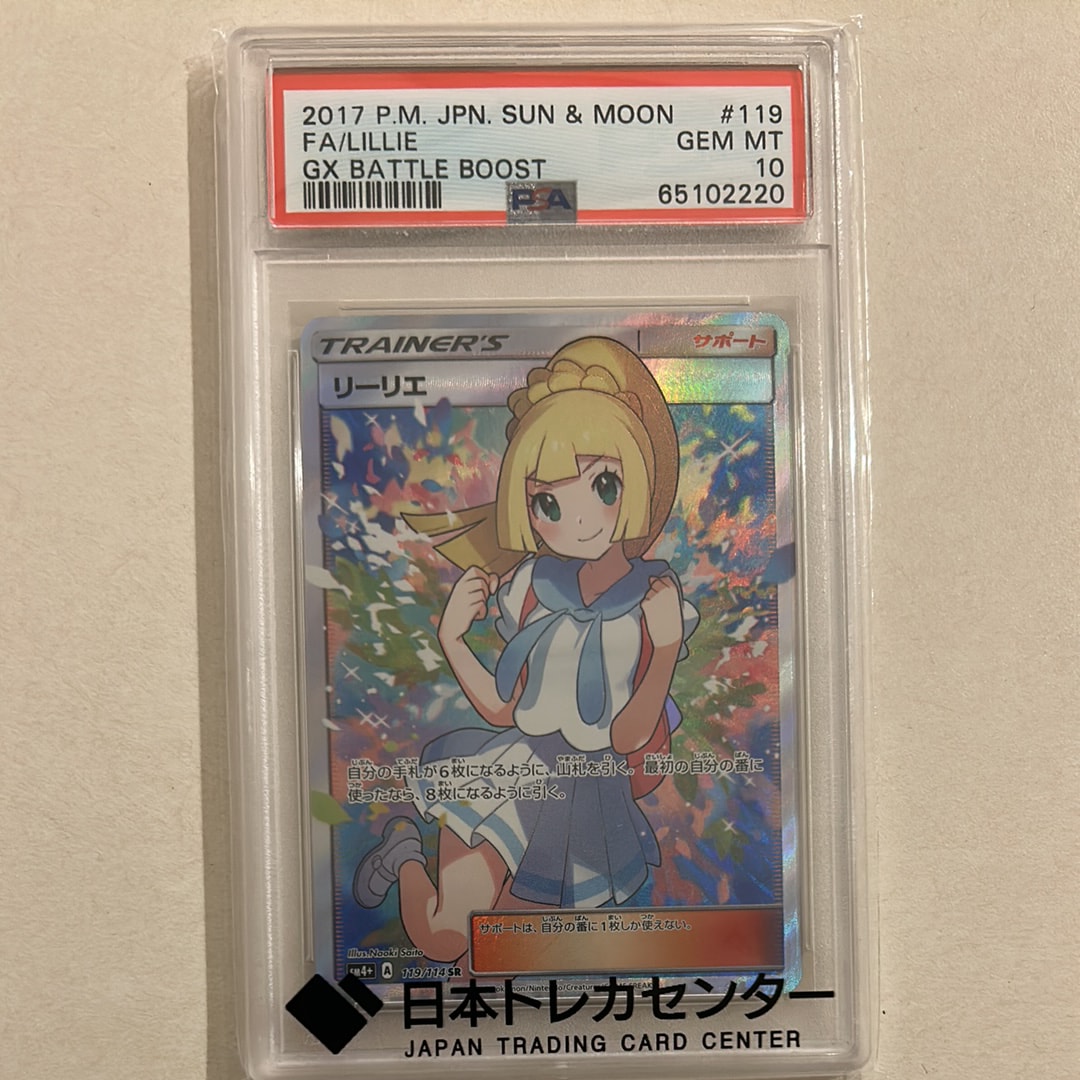 2017 P.M. JPN. SUN & MOON #119
FA/LILLIE GEM MT
GX BATTLE BOOST 10
PSA 65102220
TRAINER'S サポート
リーリエ
自分の手札が6枚になるように、山札を引く。最初の自分の番に
使ったなら、8枚になるように引く。
サポートは、自分の番に1枚しか使えない。
Illus. Naoki Saito
SM4+ A 119/114 SR
日本トレカセンター
JAPAN TRADING CARD CENTER